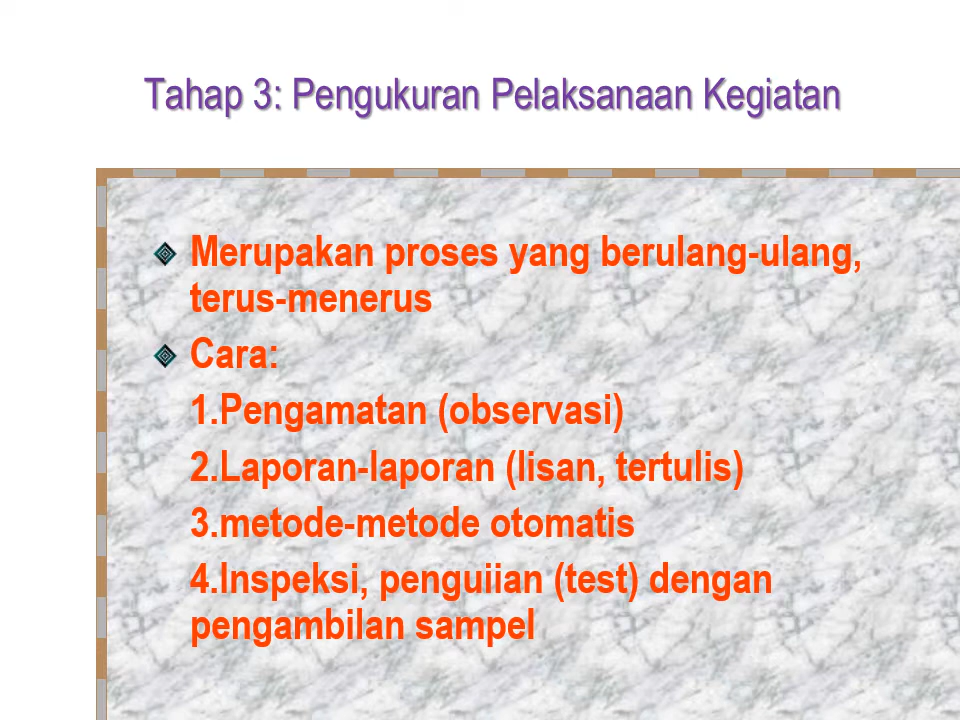 Tahap 3: Pengukuran Pelaksanaan Kegiatan
Merupakan proses yang berulang-ulang,
terus-menerus
Cara:
1.Pengamatan (observasi)
2.Laporan-laporan (lisan, tertulis)
3.metode-metode otomatis
4.Inspeksi, penguiian (test) dengan
pengambilan sampel